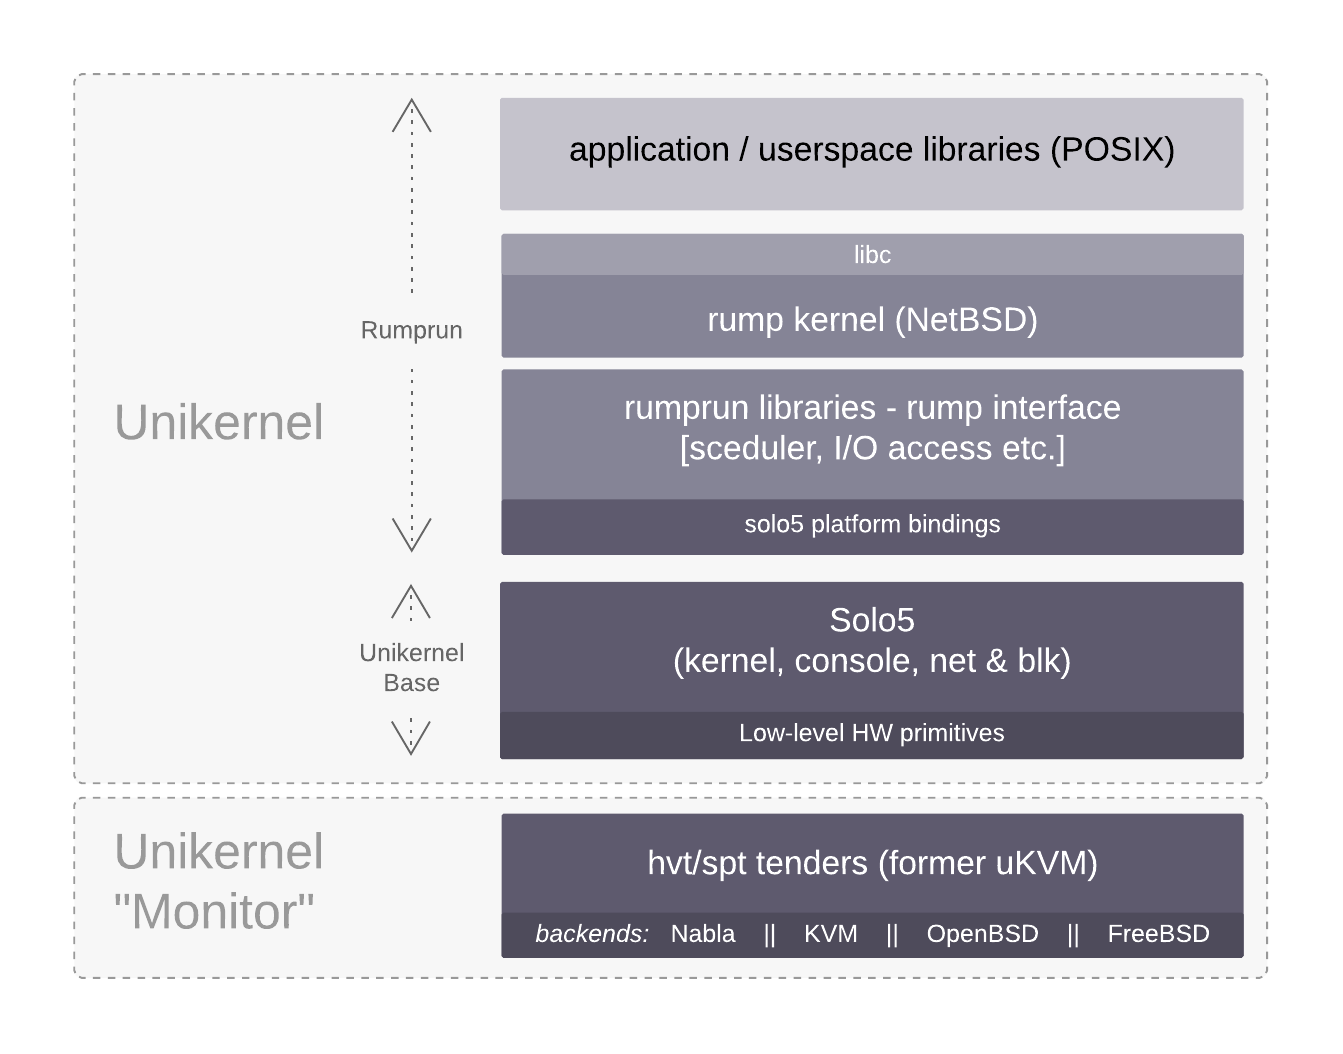 application / userspace libraries (POSIX)
libc
rump kernel (NetBSD)
Rumprun
rumprun libraries - rump interface
[sceduler, I/O access etc.]
Unikernel
solo5 platform bindings
Solo5
(kernel, console, net & blk)
Unikernel
Base
Low-level HW primitives
Unikernel
"Monitor"
hvt/spt tenders (former uKVM)
backends: Nabla || KVM || OpenBSD || FreeBSD